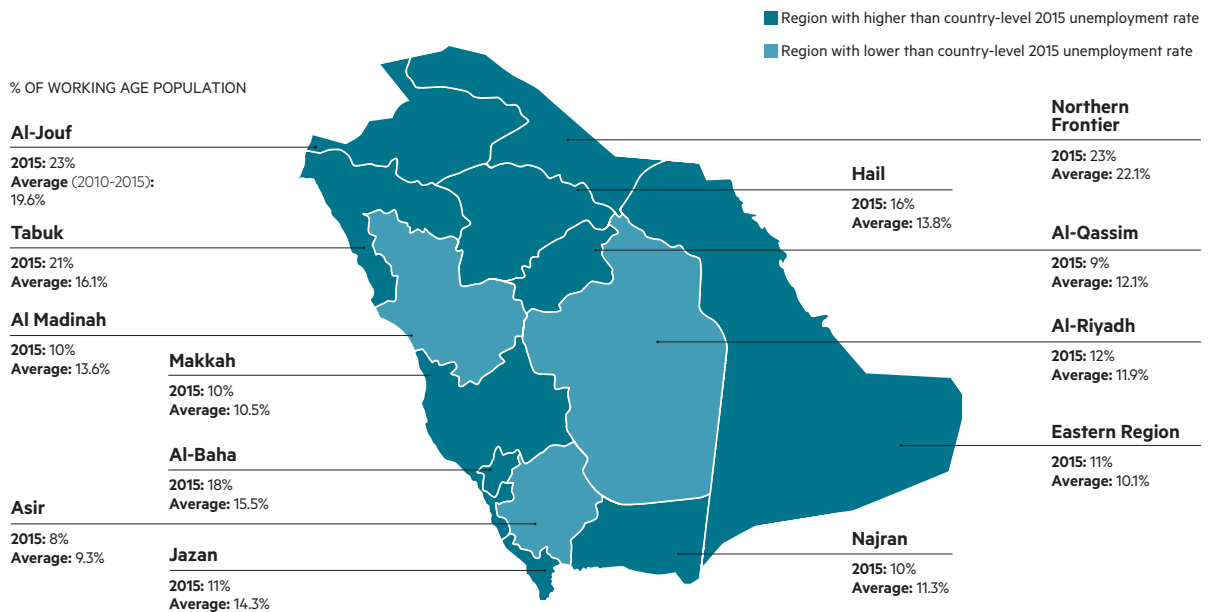 Region with higher than country-level 2015 unemployment rate
Region with lower than country-level 2015 unemployment rate
% OF WORKING AGE POPULATION
Al-Jouf
2015: 23%
Average (2010-2015):
19.6%
Tabuk
2015: 21%
Average: 16.1%
Al Madinah
2015: 10%
Average: 13.6%
Makkah
2015: 10%
Average: 10.5%
Al-Baha
2015: 18%
Average: 15.5%
Asir
2015: 8%
Average: 9.3%
Jazan
2015: 11%
Average: 14.3%
Northern
Frontier
2015: 23%
Average: 22.1%
Hail
2015: 16%
Average: 13.8%
Al-Qassim
2015: 9%
Average: 12.1%
Al-Riyadh
2015: 12%
Average: 11.9%
Eastern Region
2015: 11%
Average: 10.1%
Najran
2015: 10%
Average: 11.3%